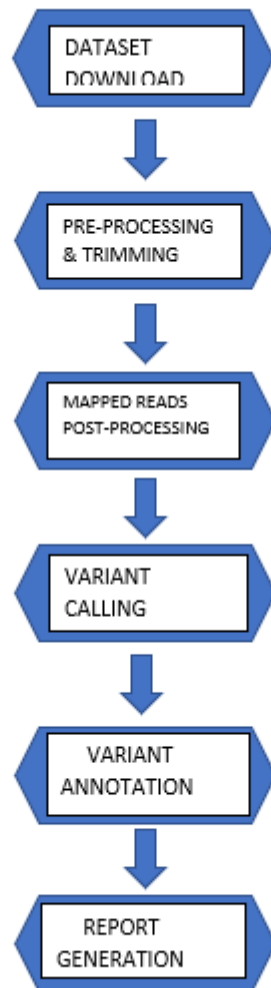 DATASET
DOWNLOAD
PRE-PROCESSING
& TRIMMING
MAPPED READS
POST-PROCESSING
VARIANT
CALLING
VARIANT
ANNOTATION
REPORT
GENERATION